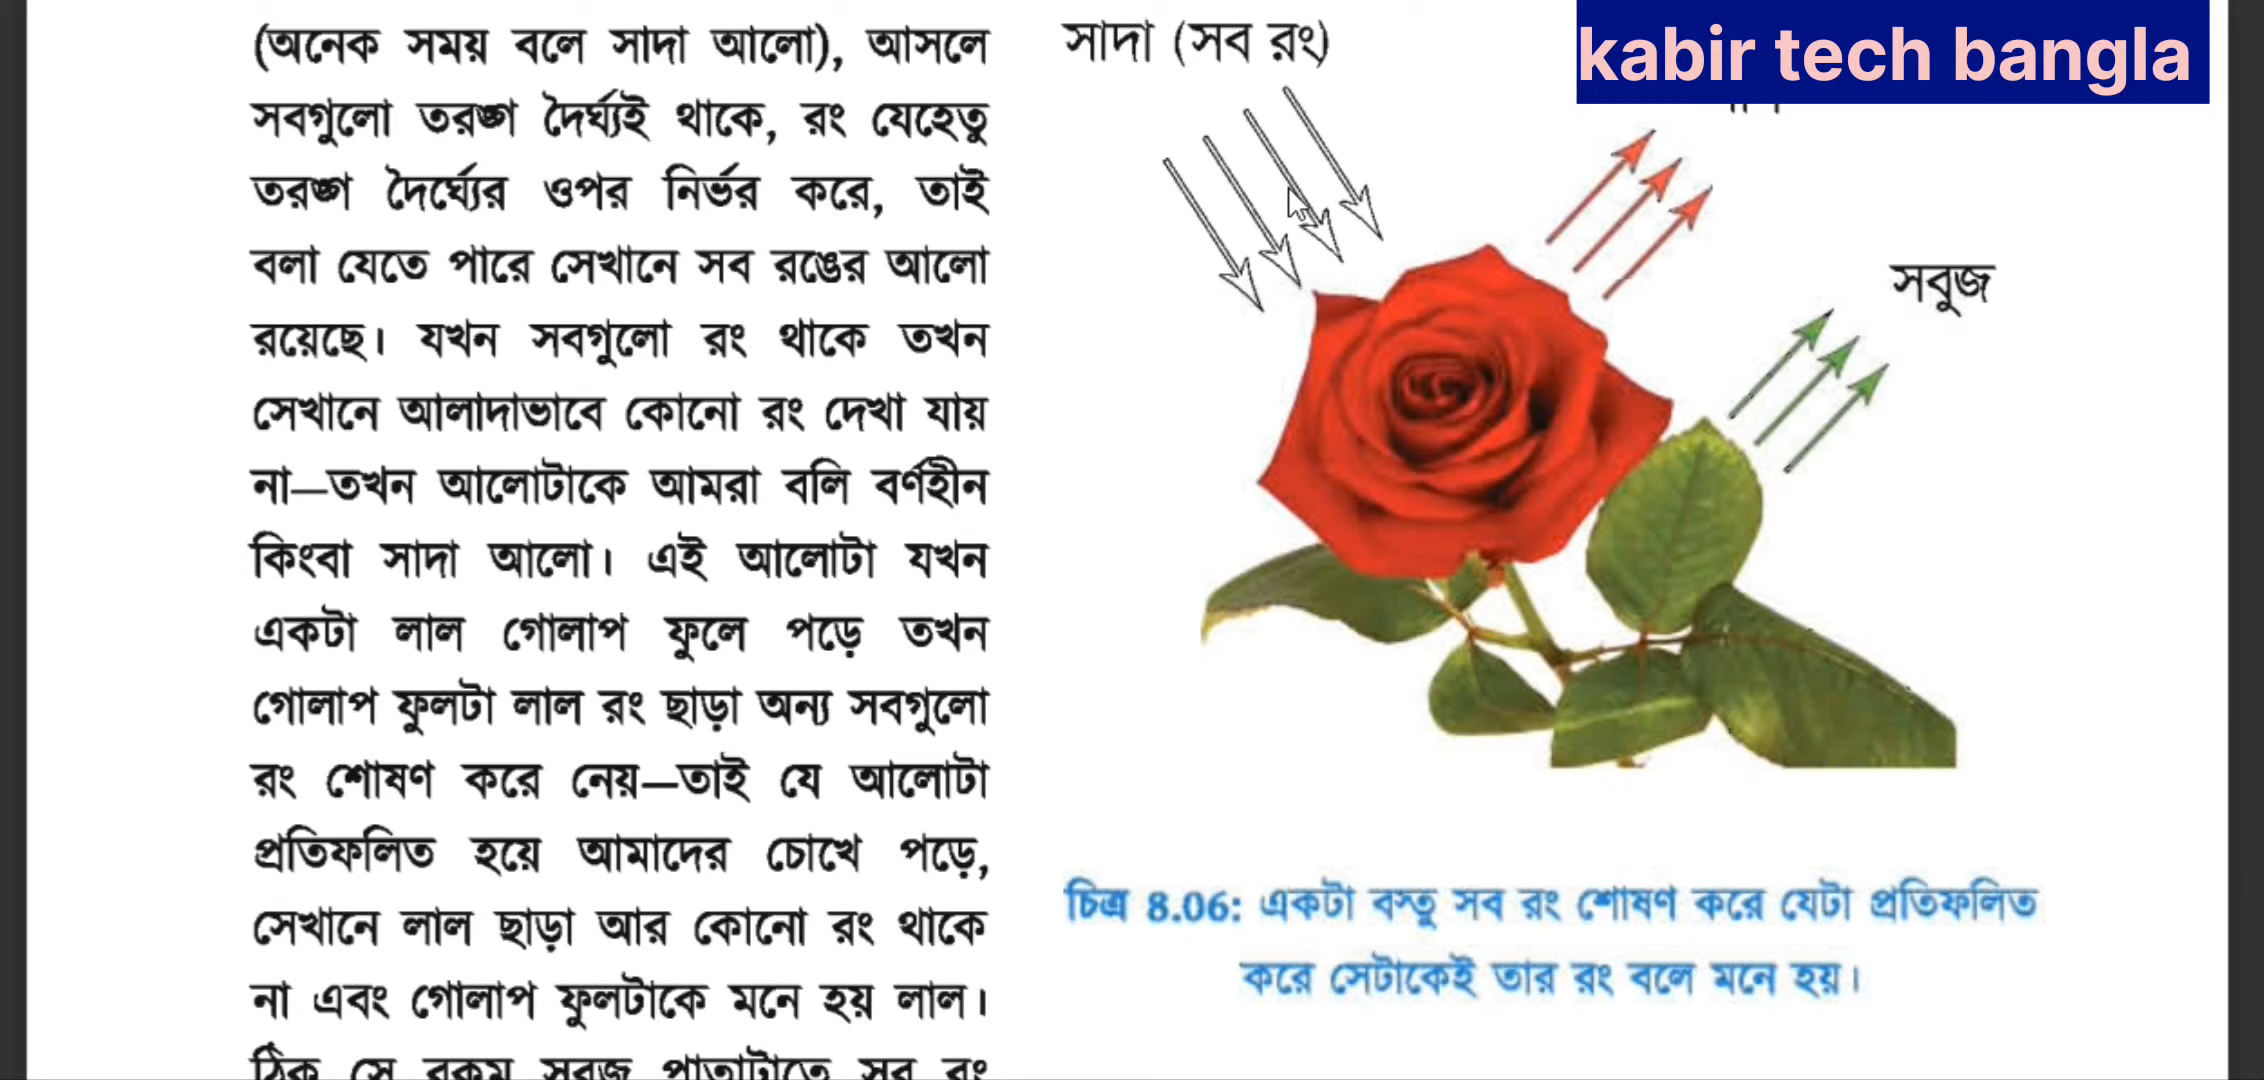 (অনেক সময় বলে সাদা আলো), আসলে
সবগুলো তরঙ্গ দৈর্ঘ্যই থাকে, রং যেহেতু
তরঙ্গ দৈর্ঘ্যের ওপর নির্ভর করে, তাই
বলা যেতে পারে সেখানে সব রঙের আলো
রয়েছে। যখন সবগুলো রং থাকে তখন
সেখানে আলাদাভাবে কোনো রং দেখা যায়
না—তখন আলোটাকে আমরা বলি বর্ণহীন
কিংবা সাদা আলো। এই আলোটা যখন
একটা লাল গোলাপ ফুলে পড়ে তখন
গোলাপ ফুলটা লাল রং ছাড়া অন্য সবগুলো
রং শোষণ করে নেয়—তাই যে আলোটা
প্রতিফলিত হয়ে আমাদের চোখে পড়ে,
সেখানে লাল ছাড়া আর কোনো রং থাকে
না এবং গোলাপ ফুলটাকে মনে হয় লাল।
ঠিক সে রকম সবুজ পাতাটাতে সব রং
সাদা (সব রং)
kabir tech bangla
সবুজ
চিত্র 8.06: একটা বস্তু সব রং শোষণ করে যেটা প্রতিফলিত
করে সেটাকেই তার রং বলে মনে হয়।